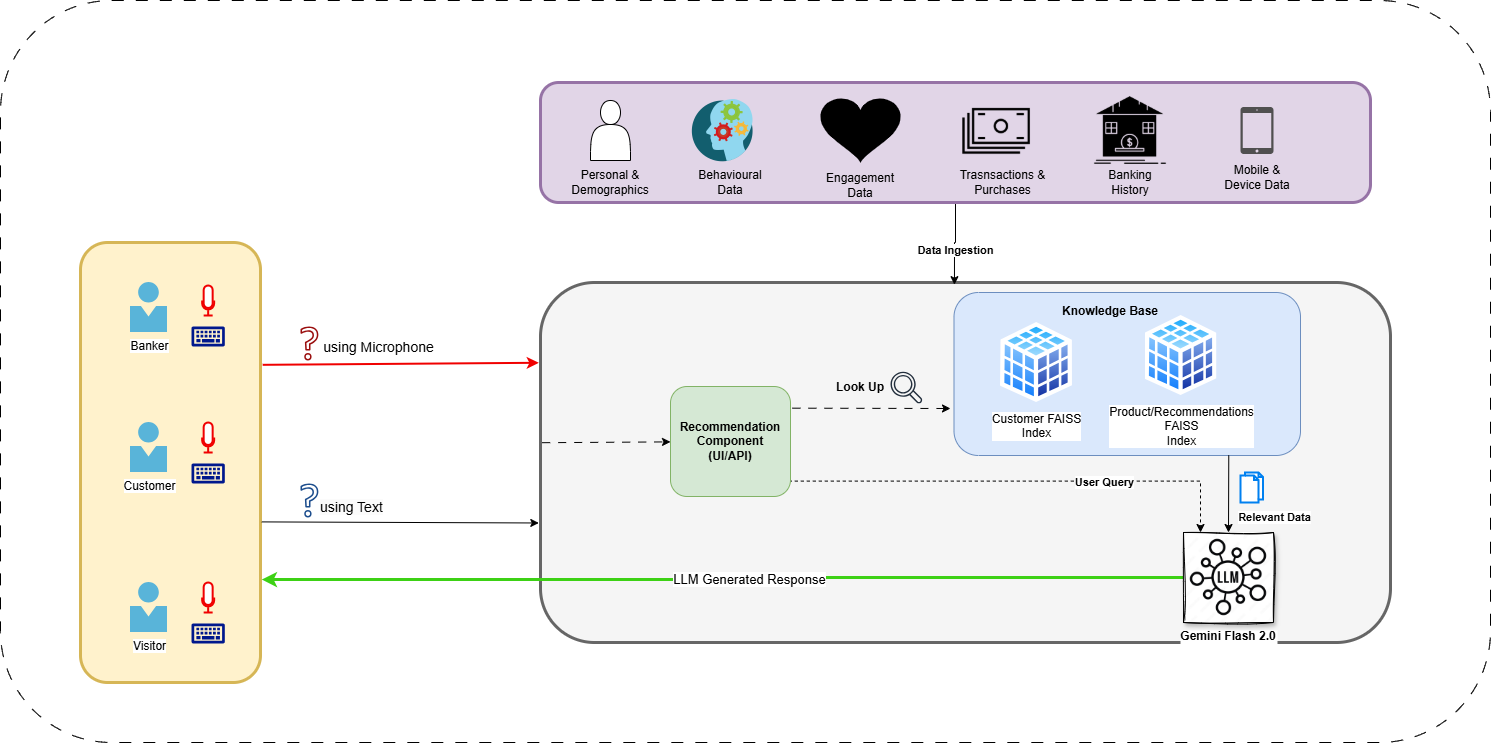 Personal &
Demographics
Behavioural
Data
Engagement
Data
Trasnsactions &
Purchases
$
Banking
History
Mobile &
Device Data
Data Ingestion
Banker
Customer
Visitor
? using Microphone
? using Text
Recommendation
Component
(UI/API)
Look Up
Knowledge Base
Customer FAISS
Index
Product/Recommendations
FAISS
Index
User Query
Relevant Data
LLM
Gemini Flash 2.0
LLM Generated Response